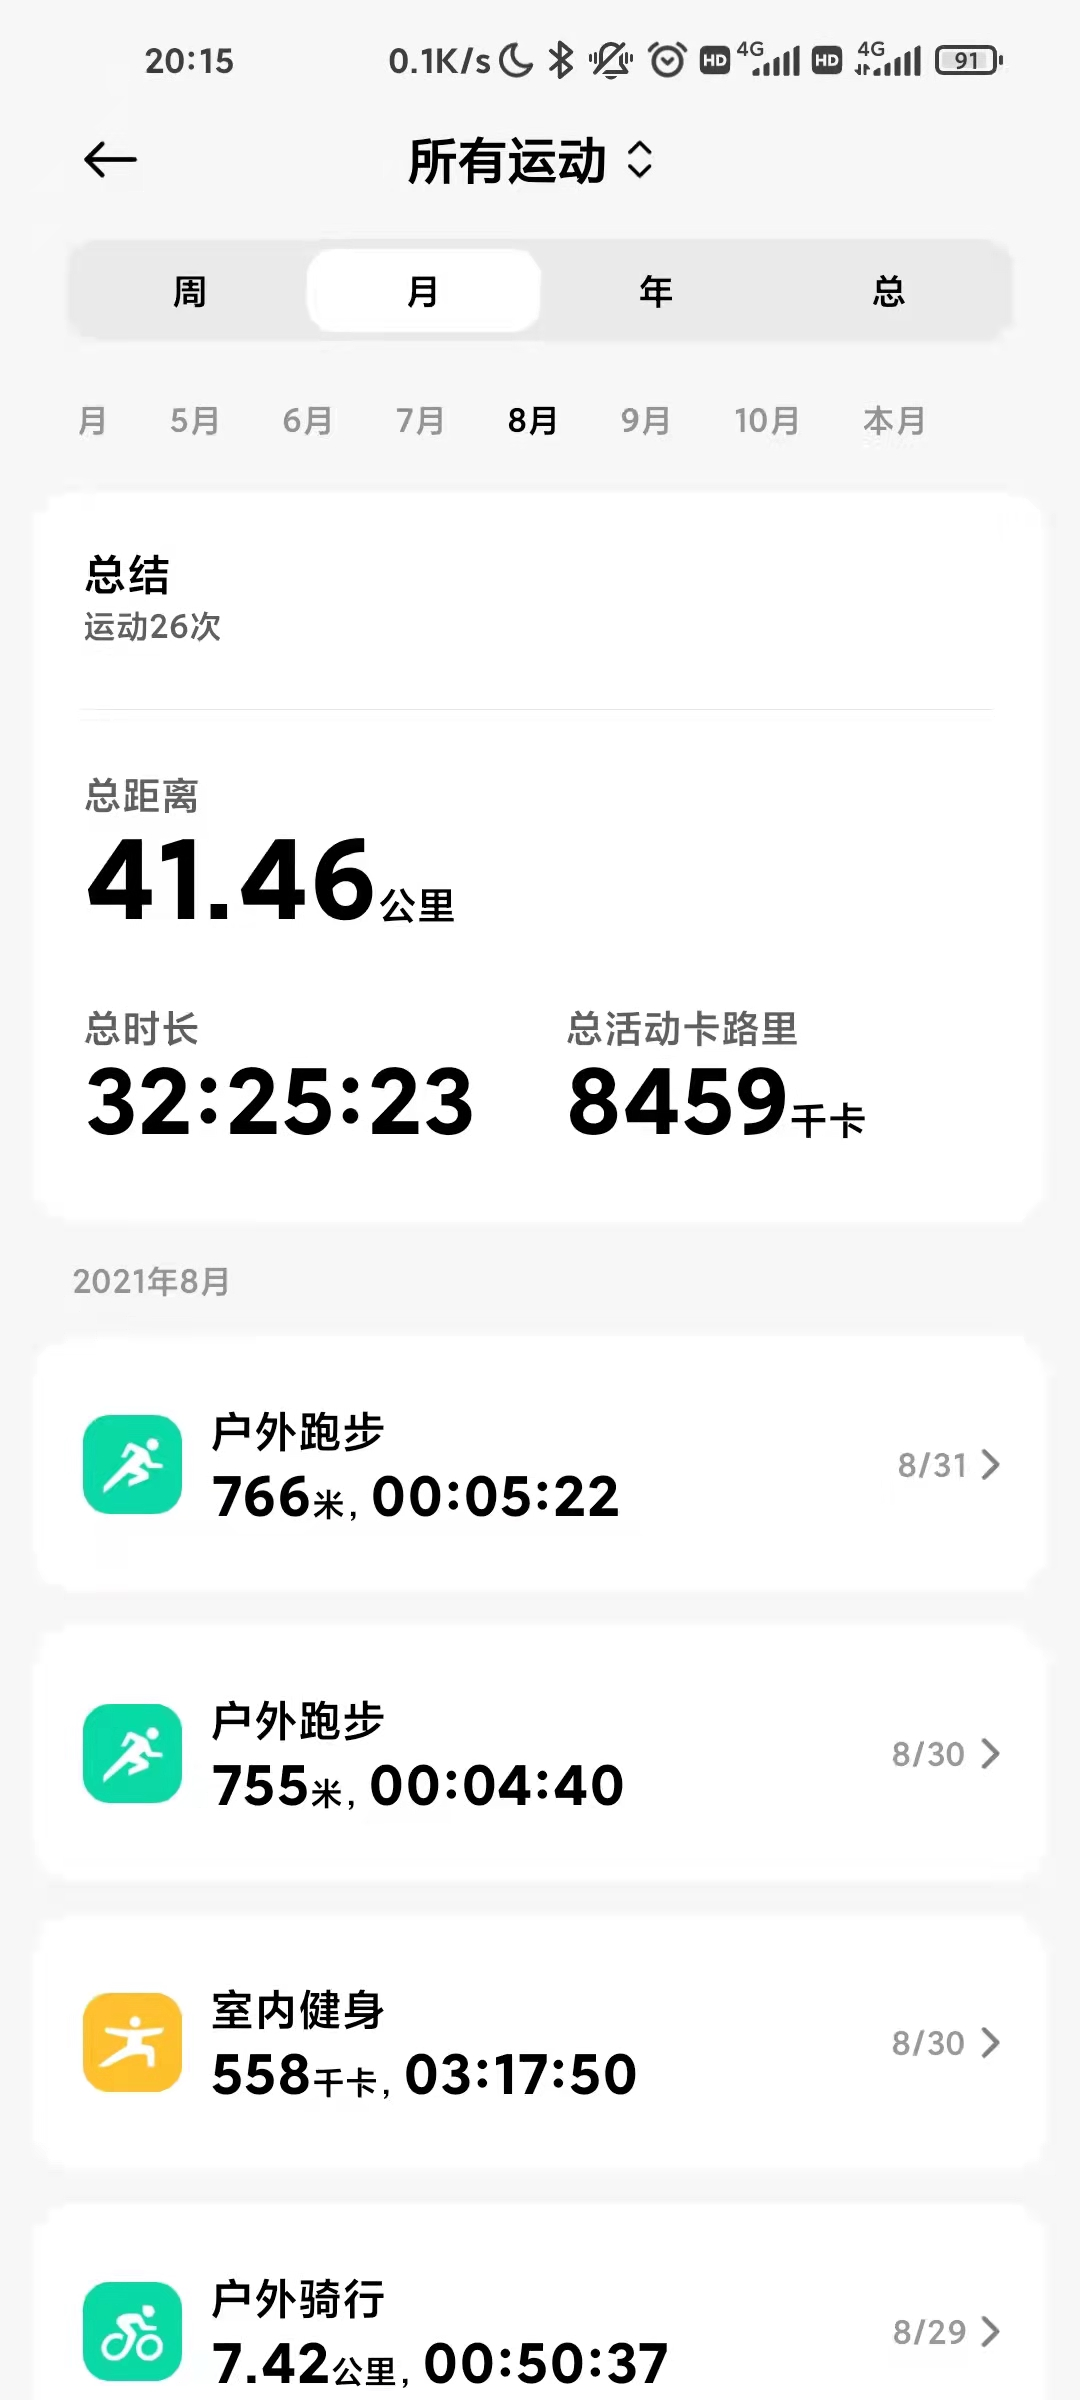 20:15 0.1K/s HD 4G HD 4G 91
所有运动
周 月 年 总
月 5月 6月 7月 8月 9月 10月 本月
总结
运动26次
总距离
41.46公里
总时长 总活动卡路里
32:25:23 8459千卡
2021年8月
户外跑步
766米, 00:05:22
8/31
户外跑步
755米, 00:04:40
8/30
室内健身
558千卡, 03:17:50
8/30
户外骑行
7.42公里, 00:50:37
8/29